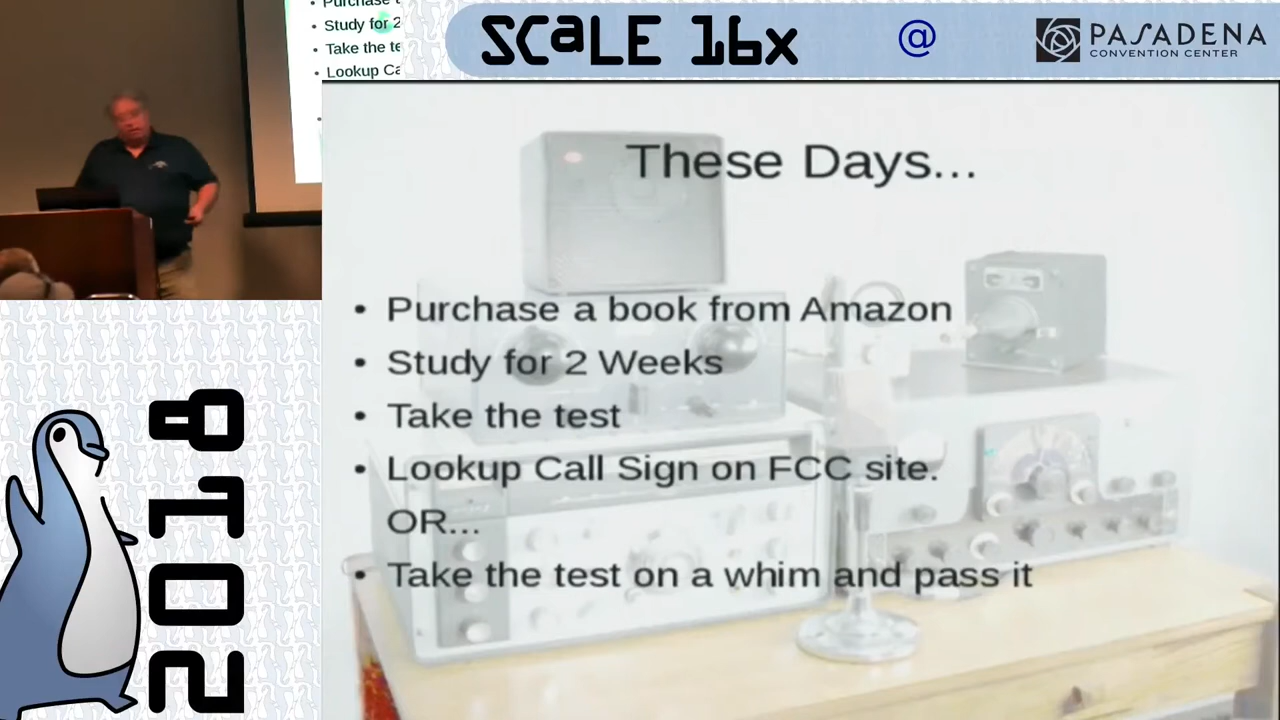 Purchase
Study for 2
Take the te
Lookup Ca
SCaLE 16x
@
PASADENA
CONVENTION CENTER
These Days...
• Purchase a book from Amazon
• Study for 2 Weeks
• Take the test
• Lookup Call Sign on FCC site.
OR...
• Take the test on a whim and pass it
2018